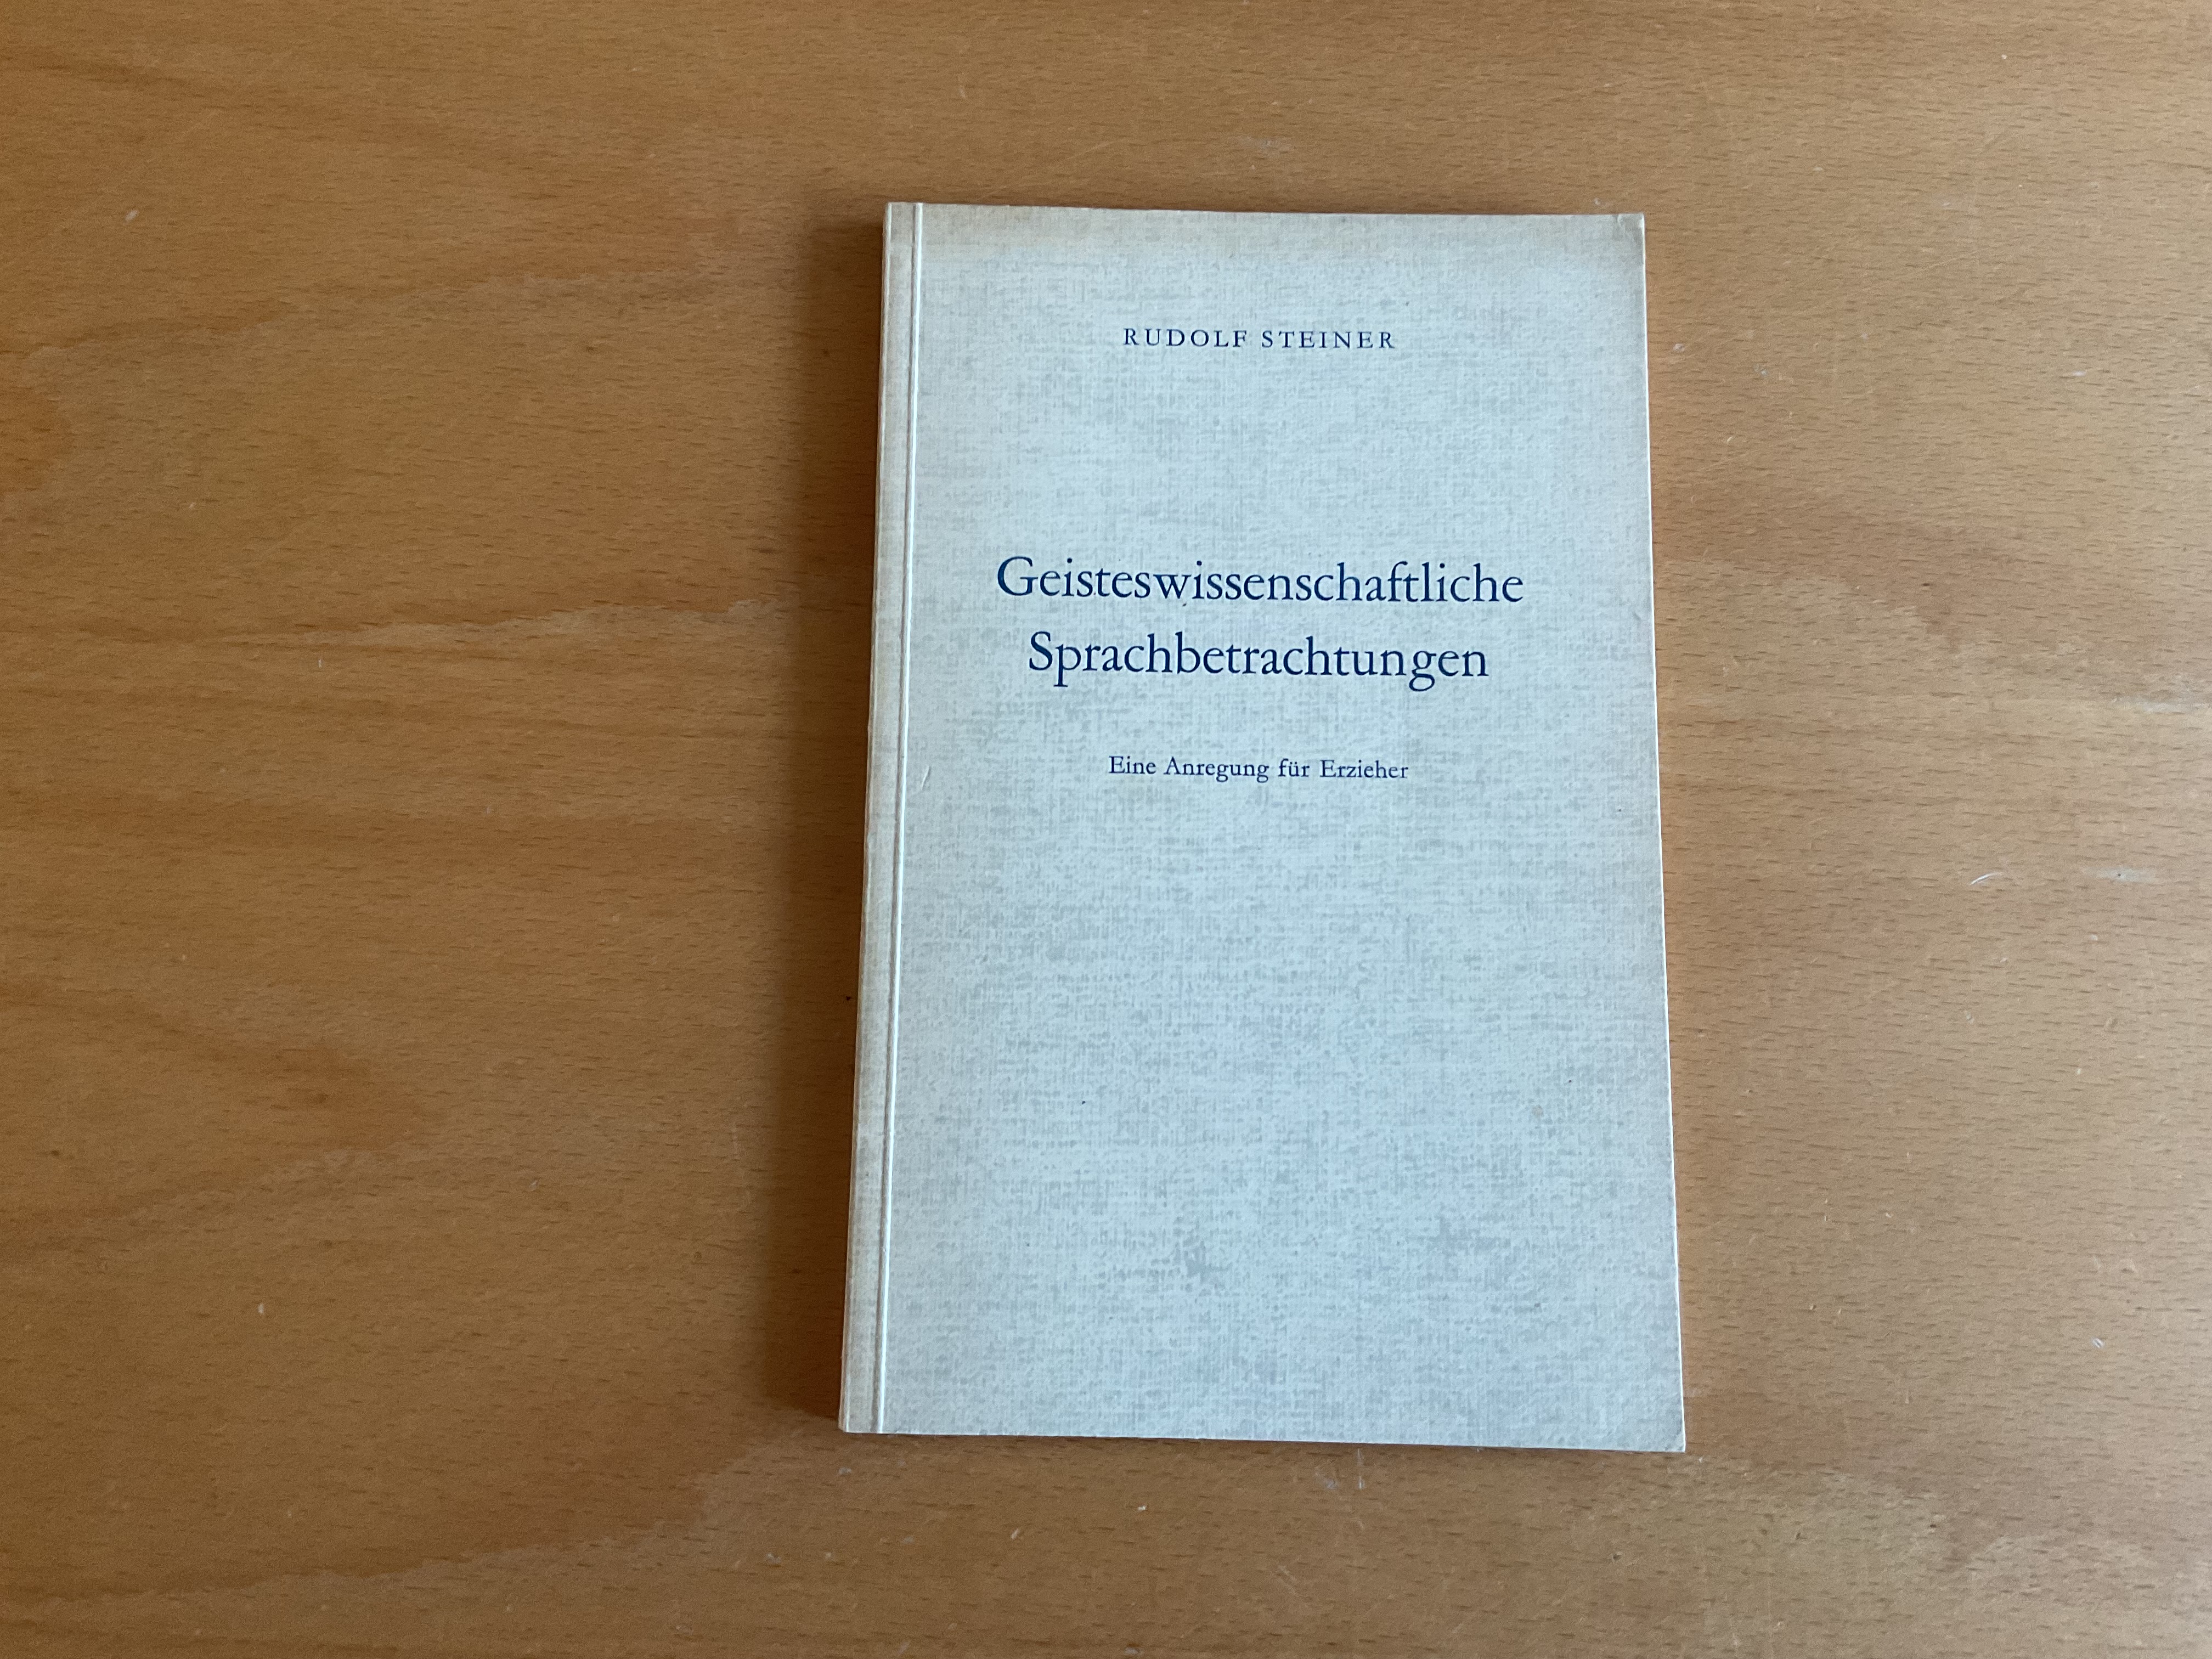 RUDOLF STEINER
Geisteswissenschaftliche
Sprachbetrachtungen
Eine Anregung für Erzieher